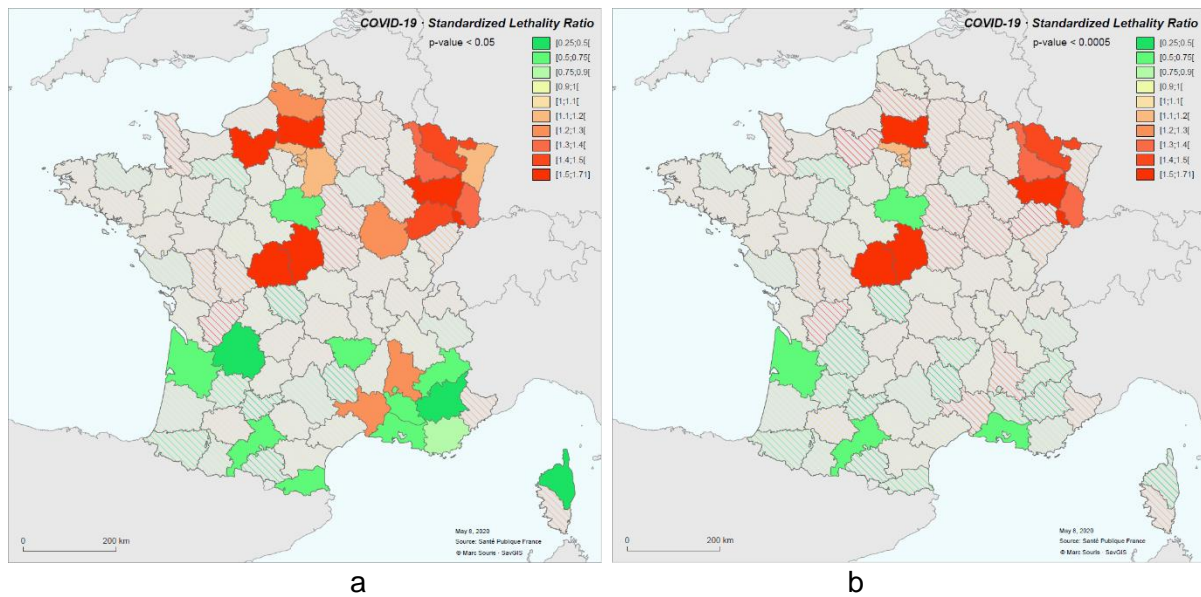 COVID-19 · Standardized Lethality Ratio
p-value < 0.05
[0.25;0.5[
[0.5;0.75[
[0.75;0.9[
[0.9;1[
[1;1.1[
[1.1;1.2[
[1.2;1.3[
[1.3;1.4[
[1.4;1.5[
[1.5;1.71]
0
200 km
May 8, 2020
Source: Santé Publique France
© Marc Souris - SavGIS
a
COVID-19 · Standardized Lethality Ratio
p-value < 0.0005
[0.25;0.5[
[0.5;0.75[
[0.75;0.9[
[0.9;1[
[1;1.1[
[1.1;1.2[
[1.2;1.3[
[1.3;1.4[
[1.4;1.5[
[1.5;1.71]
0
200 km
May 8, 2020
Source: Santé Publique France
© Marc Souris - SavGIS
b